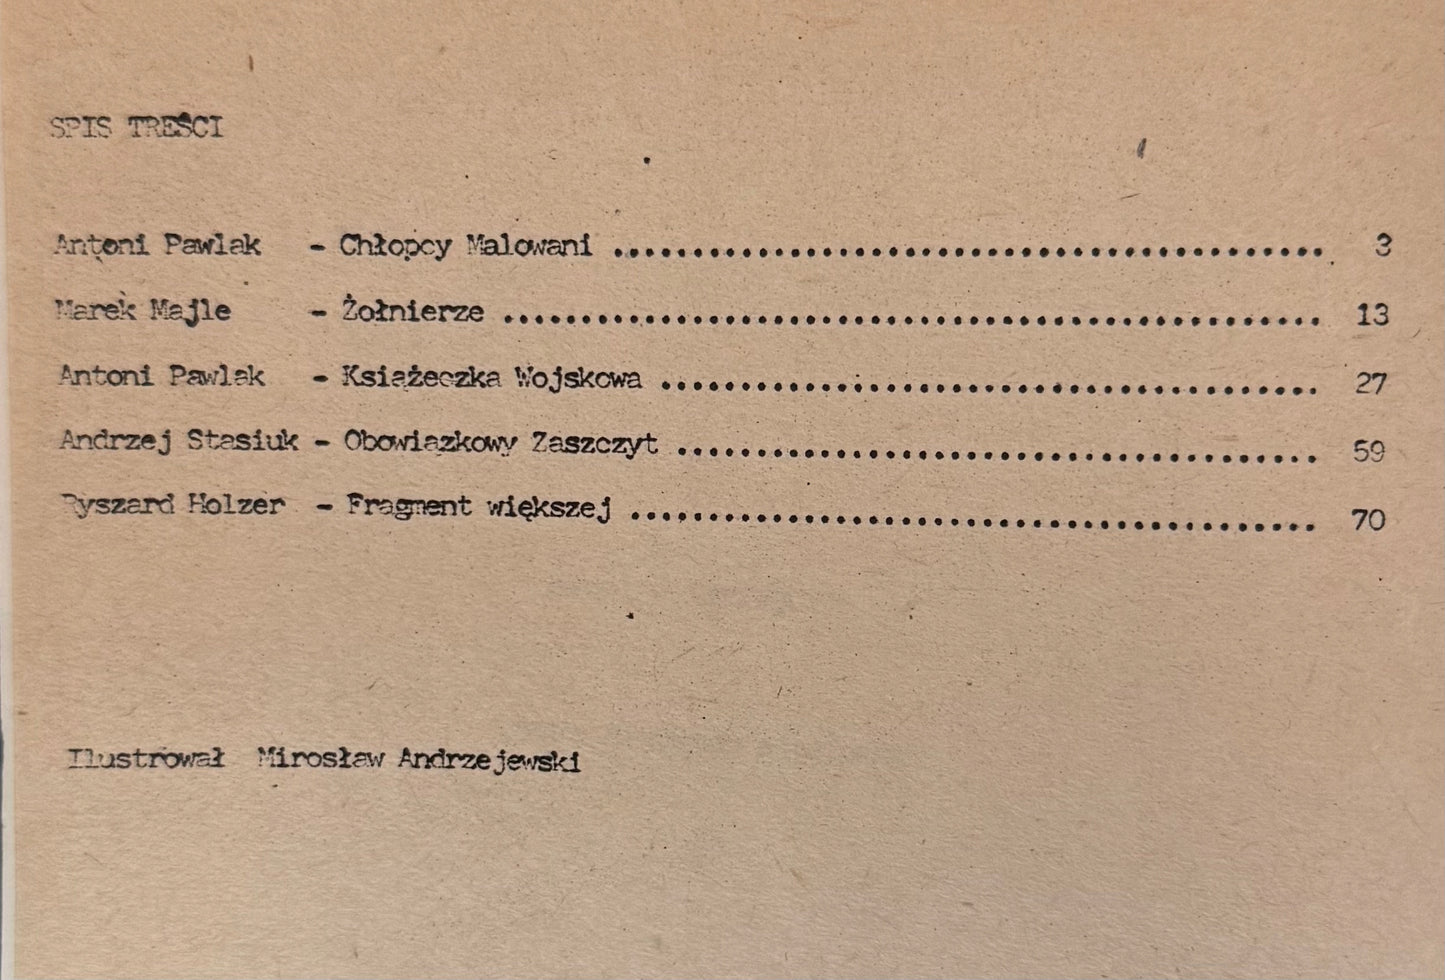 SPIS TREŚCI
Antoni Pawlak - Chłopcy Malowani ............................................. 3
Marek Majle - Żołnierze .................................................... 13
Antoni Pawlak - Książeczka Wojskowa .......................................... 27
Andrzej Stasiuk - Obowiązkowy Zaszczyt ........................................ 59
Ryszard Holzer - Fragment większej ........................................... 70
Ilustrował Mirosław Andrzejewski